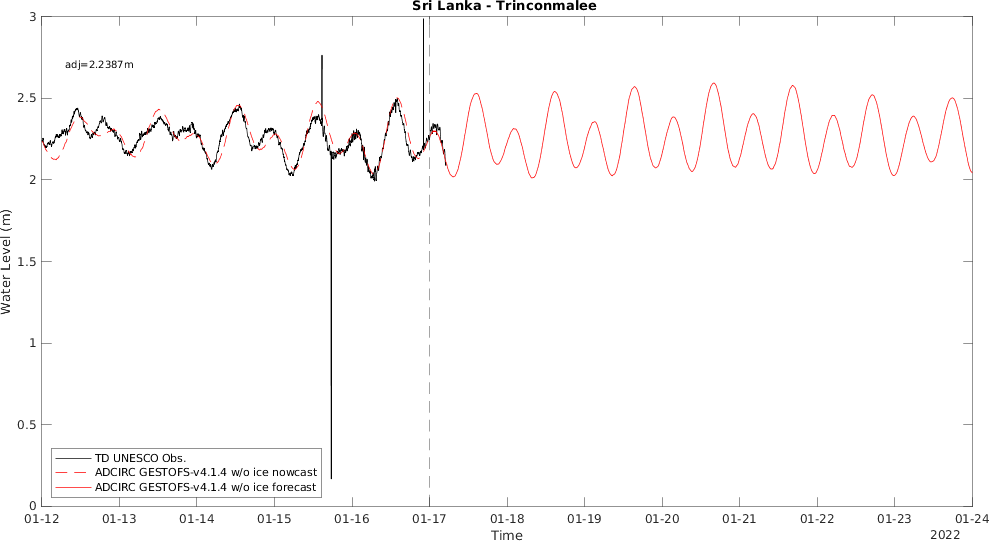 Sri Lanka - Trinconmalee
3
adj=2.2387m
2.5
2
1.5
1
0.5
0
Water Level (m)
TD UNESCO Obs.
ADCIRC GESTOFS-v4.1.4 w/o ice nowcast
ADCIRC GESTOFS-v4.1.4 w/o ice forecast
01-12 01-13 01-14 01-15 01-16 01-17 01-18 01-19 01-20 01-21 01-22 01-23 01-24
Time
2022